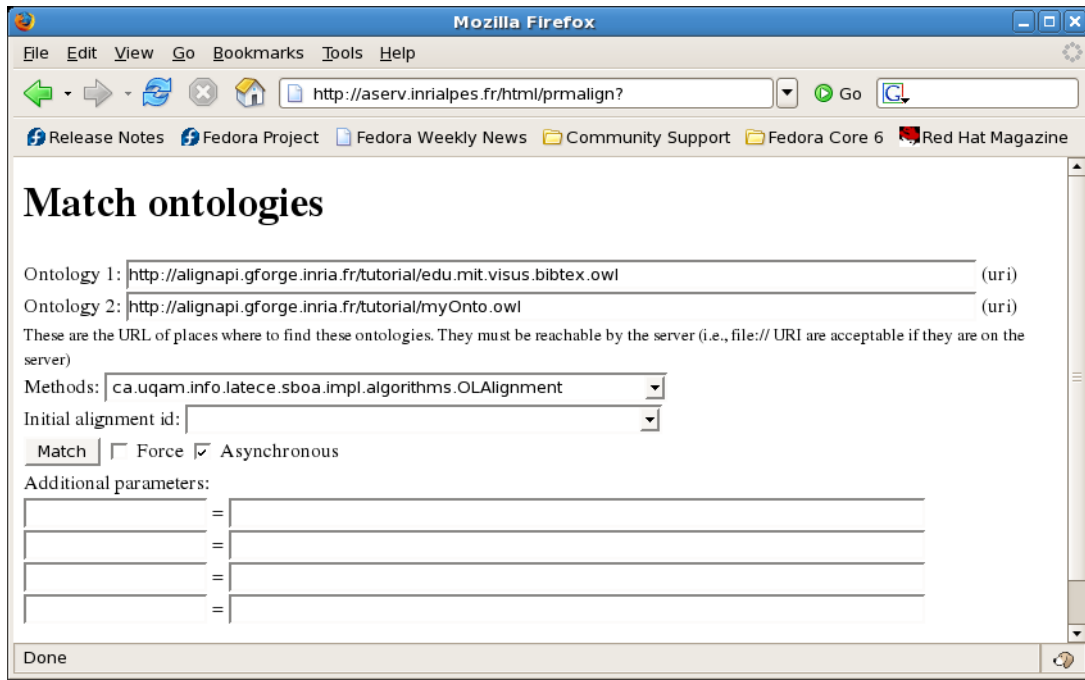 Mozilla Firefox
File Edit View Go Bookmarks Tools Help
http://aserv.inrialpes.fr/html/prmalign? Go G
Release Notes Fedora Project Fedora Weekly News Community Support Fedora Core 6 Red Hat Magazine
Match ontologies
Ontology 1: http://alignapi.gforge.inria.fr/tutorial/edu.mit.visus.bibtex.owl (uri)
Ontology 2: http://alignapi.gforge.inria.fr/tutorial/myOnto.owl (uri)
These are the URL of places where to find these ontologies. They must be reachable by the server (i.e., file:// URI are acceptable if they are on the
server)
Methods: ca.uqam.info.latece.sboa.impl.algorithms.OLAlignment
Initial alignment id:
Match Force Asynchronous
Additional parameters:
=
=
=
=
Done